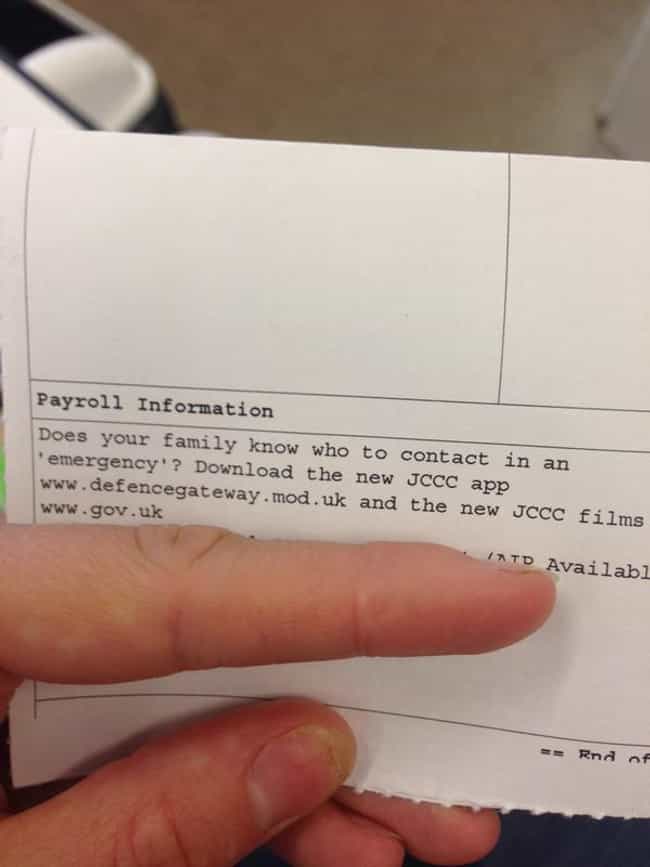 Payroll Information
Does your family know who to contact in an
'emergency'? Download the new JCCC app
www.defencegateway.mod.uk and the new JCCC films
www.gov.uk
Availabl
== End of